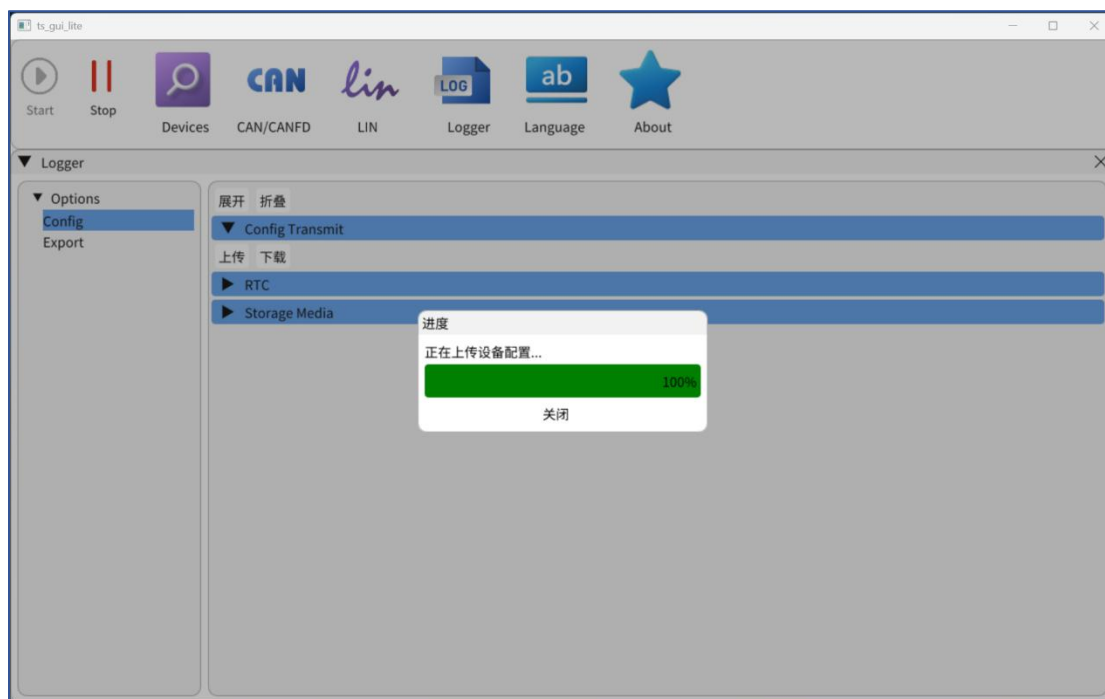 ts_gui_lite
CAN
lin
LOG
ab
Start
Stop
Devices
CAN/CANFD
LIN
Logger
Language
About
Logger
Options
Config
Export
展开 折叠
Config Transmit
上传 下载
RTC
Storage Media
进度
正在上传设备配置...
100%
关闭